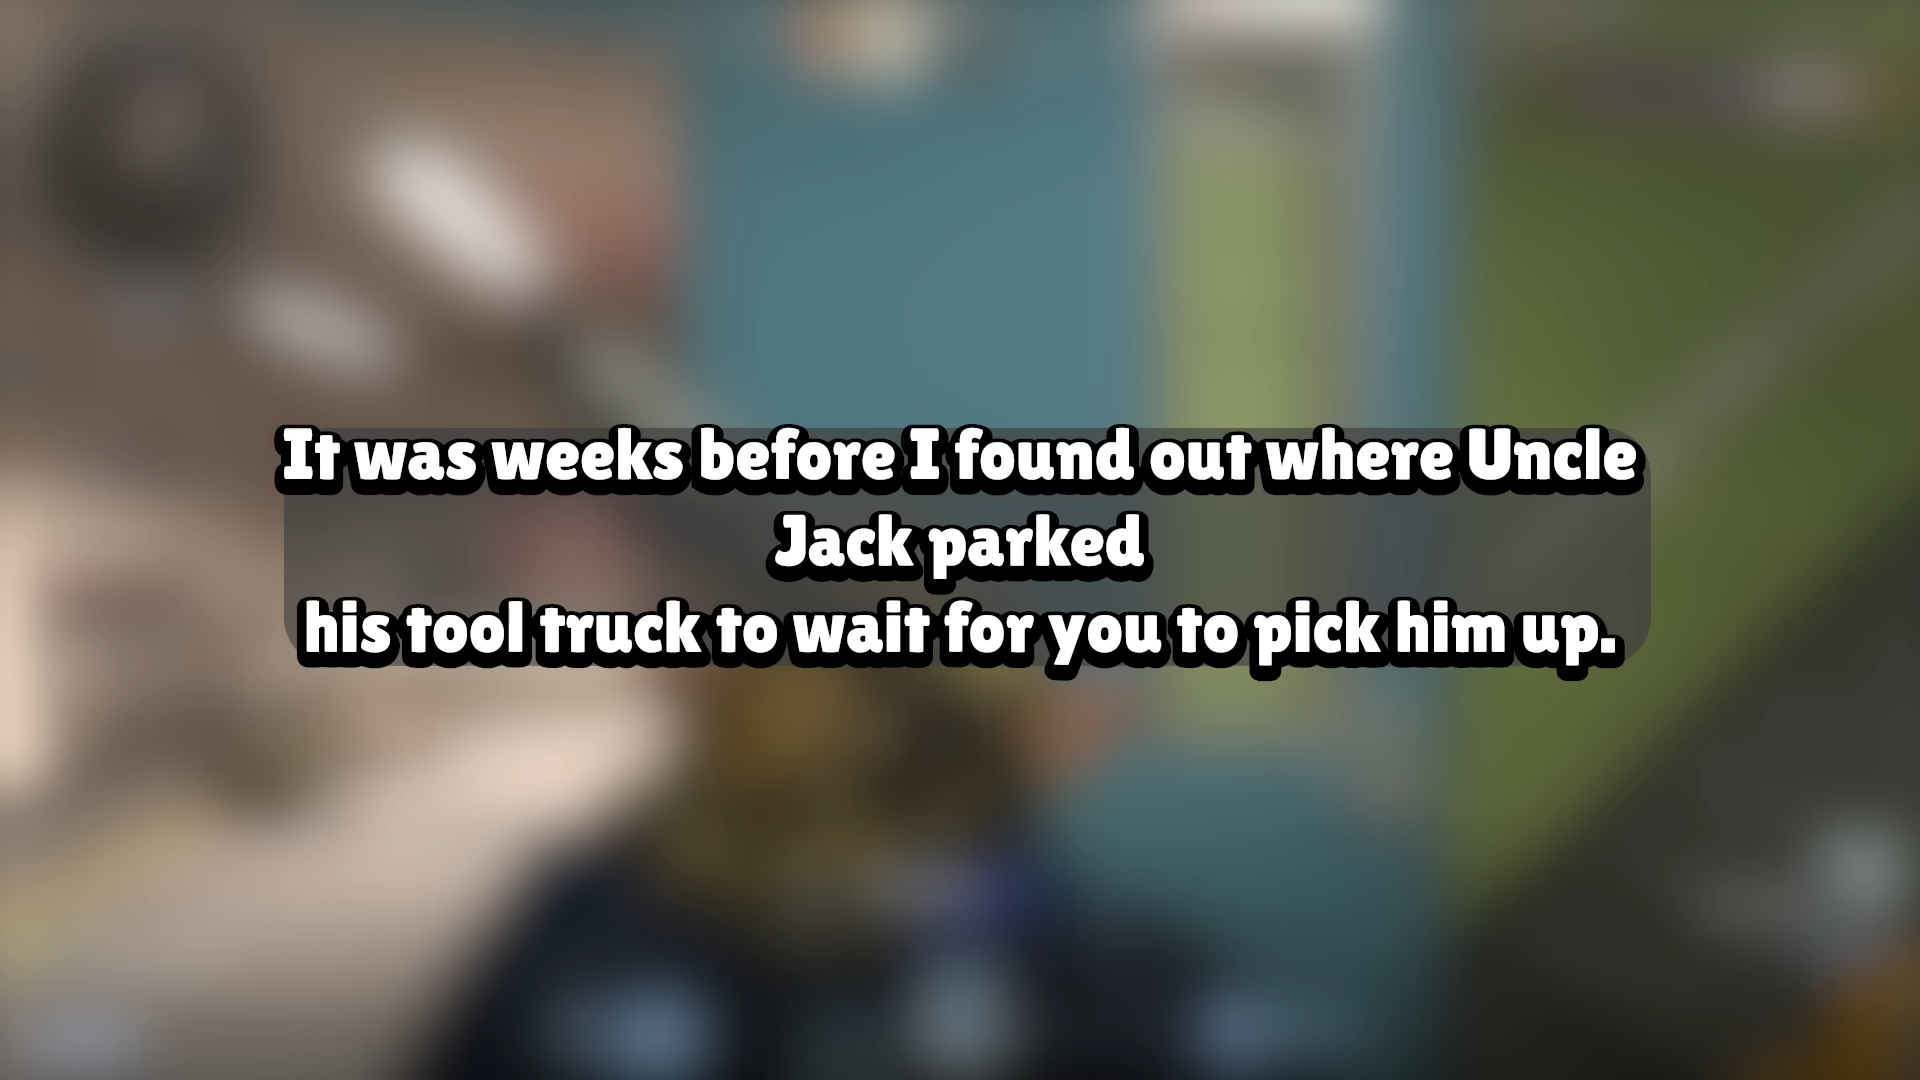 It was weeks before I found out where Uncle
Jack parked
his tool truck to wait for you to pick him up.